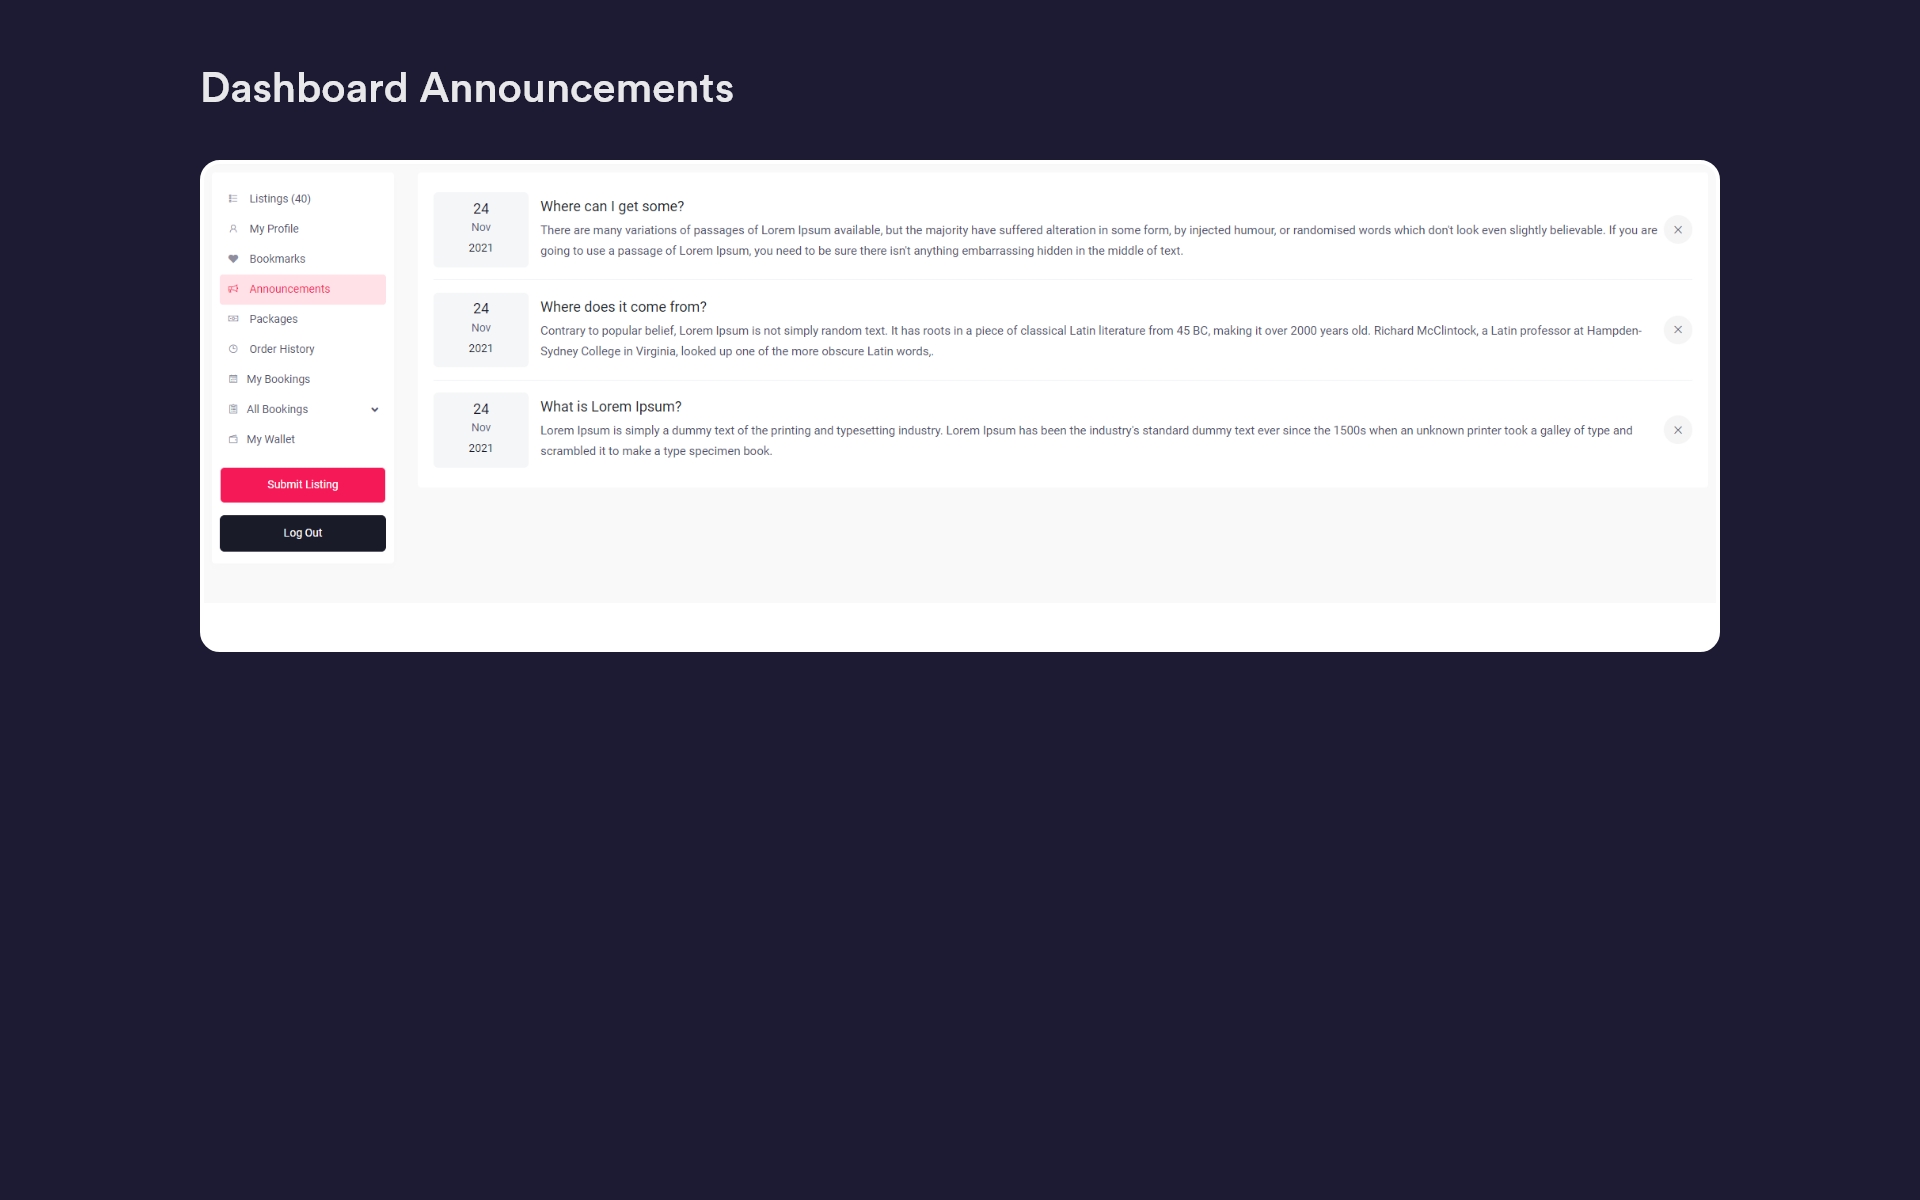 Dashboard Announcements
Listings (40)
My Profile
Bookmarks
Announcements
Packages
Order History
My Bookings
All Bookings
My Wallet
Submit Listing
Log Out
24
Nov
2021
Where can I get some?
There are many variations of passages of Lorem Ipsum available, but the majority have suffered alteration in some form, by injected humour, or randomised words which don't look even slightly believable. If you are
going to use a passage of Lorem Ipsum, you need to be sure there isn't anything embarrassing hidden in the middle of text.
24
Nov
2021
Where does it come from?
Contrary to popular belief, Lorem Ipsum is not simply random text. It has roots in a piece of classical Latin literature from 45 BC, making it over 2000 years old. Richard McClintock, a Latin professor at Hampden-
Sydney College in Virginia, looked up one of the more obscure Latin words,.
24
Nov
2021
What is Lorem Ipsum?
Lorem Ipsum is simply a dummy text of the printing and typesetting industry. Lorem Ipsum has been the industry's standard dummy text ever since the 1500s when an unknown printer took a galley of type and
scrambled it to make a type specimen book.